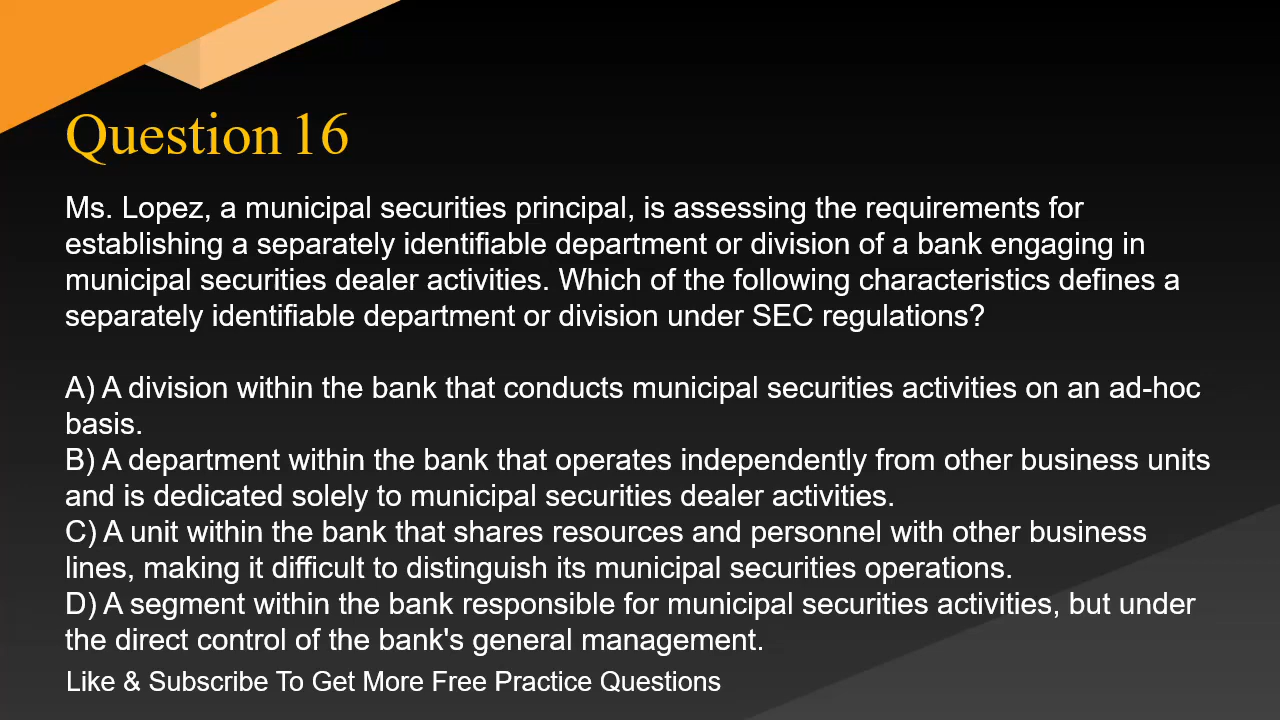 Question 16
Ms. Lopez, a municipal securities principal, is assessing the requirements for
establishing a separately identifiable department or division of a bank engaging in
municipal securities dealer activities. Which of the following characteristics defines a
separately identifiable department or division under SEC regulations?
A) A division within the bank that conducts municipal securities activities on an ad-hoc
basis.
B) A department within the bank that operates independently from other business units
and is dedicated solely to municipal securities dealer activities.
C) A unit within the bank that shares resources and personnel with other business
lines, making it difficult to distinguish its municipal securities operations.
D) A segment within the bank responsible for municipal securities activities, but under
the direct control of the bank's general management.
Like & Subscribe To Get More Free Practice Questions